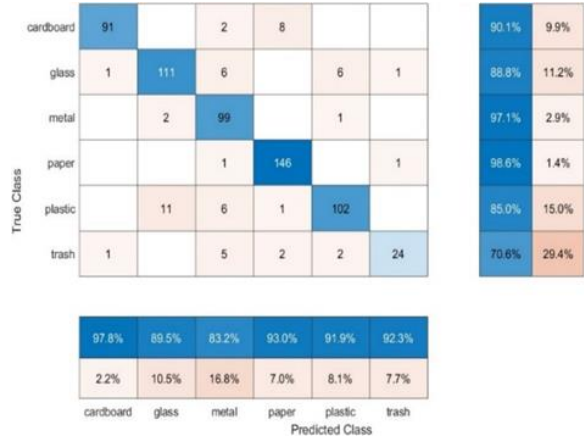 cardboard 91 2 8 90.1% 9.9%
glass 1 111 6 6 1 88.8% 11.2%
metal 2 99 1 97.1% 2.9%
paper 1 146 1 98.6% 1.4%
plastic 11 6 1 102 85.0% 15.0%
trash 1 5 2 2 24 70.6% 29.4%
True Class
97.8% 89.5% 83.2% 93.0% 91.9% 92.3%
2.2% 10.5% 16.8% 7.0% 8.1% 7.7%
cardboard glass metal paper plastic trash
Predicted Class